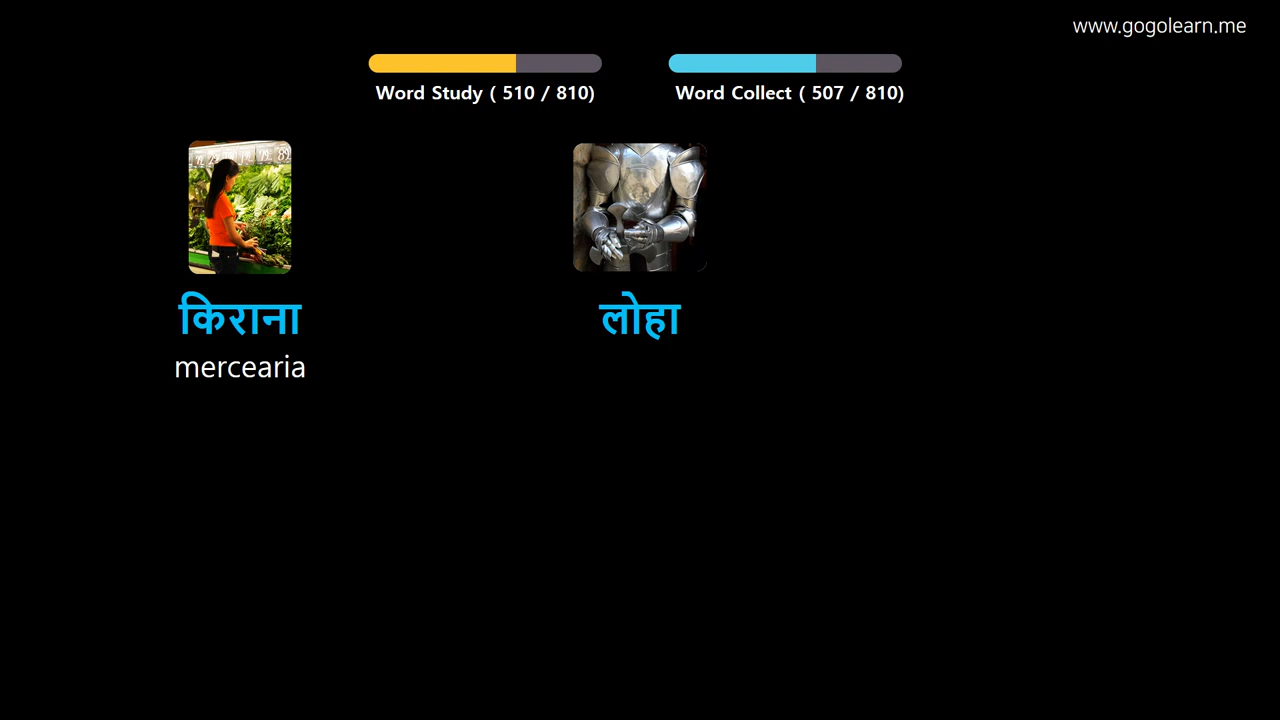 www.gogolearn.me
Word Study ( 510 / 810)
Word Collect ( 507 / 810)
किराना
लोहा
mercearia